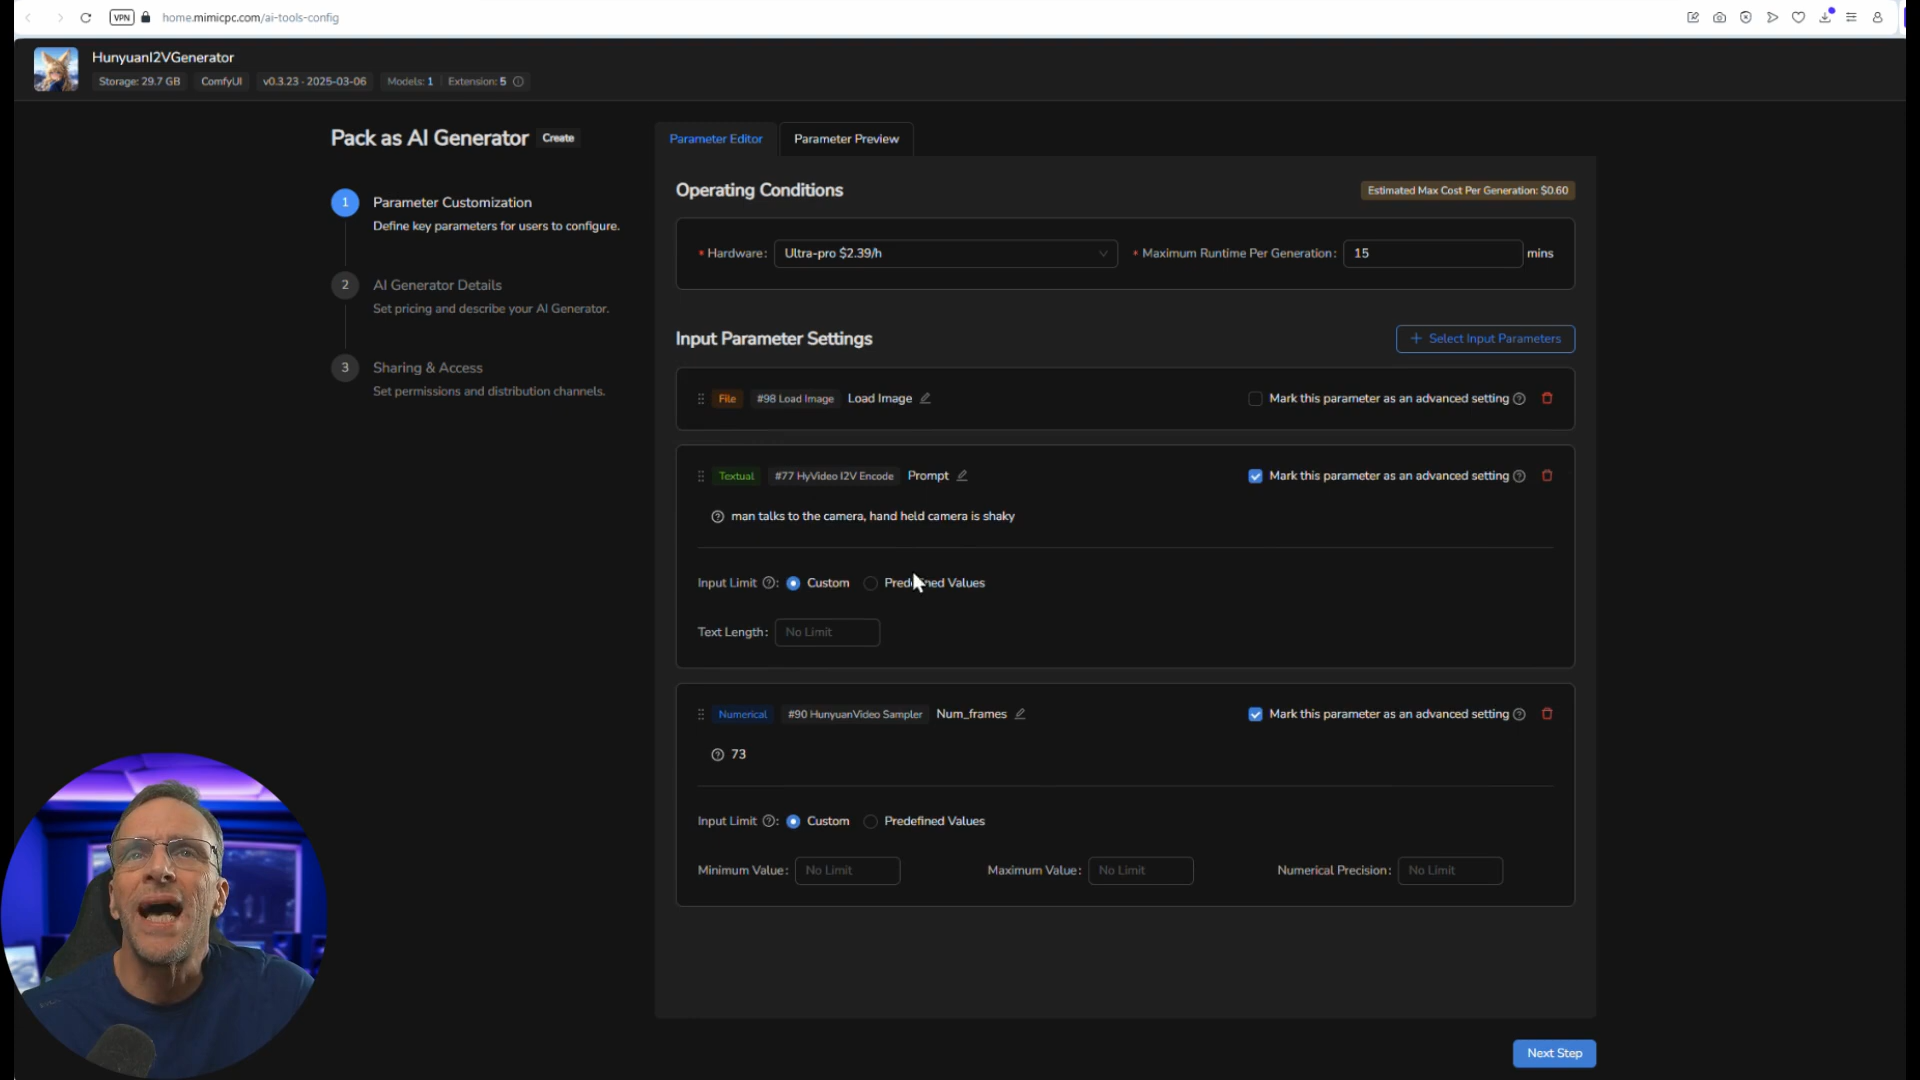 VPN home.mimicpc.com/ai-tools-config
HunyuanI2VGenerator
Storage: 29.7 GB ComfyUI v0.3.23 - 2025-03-06 Models: 1 Extension: 5
Pack as AI Generator Create
1 Parameter Customization
Define key parameters for users to configure.
2 AI Generator Details
Set pricing and describe your AI Generator.
3 Sharing & Access
Set permissions and distribution channels.
Parameter Editor Parameter Preview
Operating Conditions Estimated Max Cost Per Generation: $0.60
* Hardware: Ultra-pro $2.39/h * Maximum Runtime Per Generation: 15 mins
Input Parameter Settings + Select Input Parameters
File #98 Load Image Load Image Mark this parameter as an advanced setting
Textual #77 HyVideo I2V Encode Prompt Mark this parameter as an advanced setting
man talks to the camera, hand held camera is shaky
Input Limit : Custom Predefined Values
Text Length: No Limit
Numerical #90 HunyuanVideo Sampler Num_frames Mark this parameter as an advanced setting
73
Input Limit : Custom Predefined Values
Minimum Value: No Limit Maximum Value: No Limit Numerical Precision: No Limit
Next Step